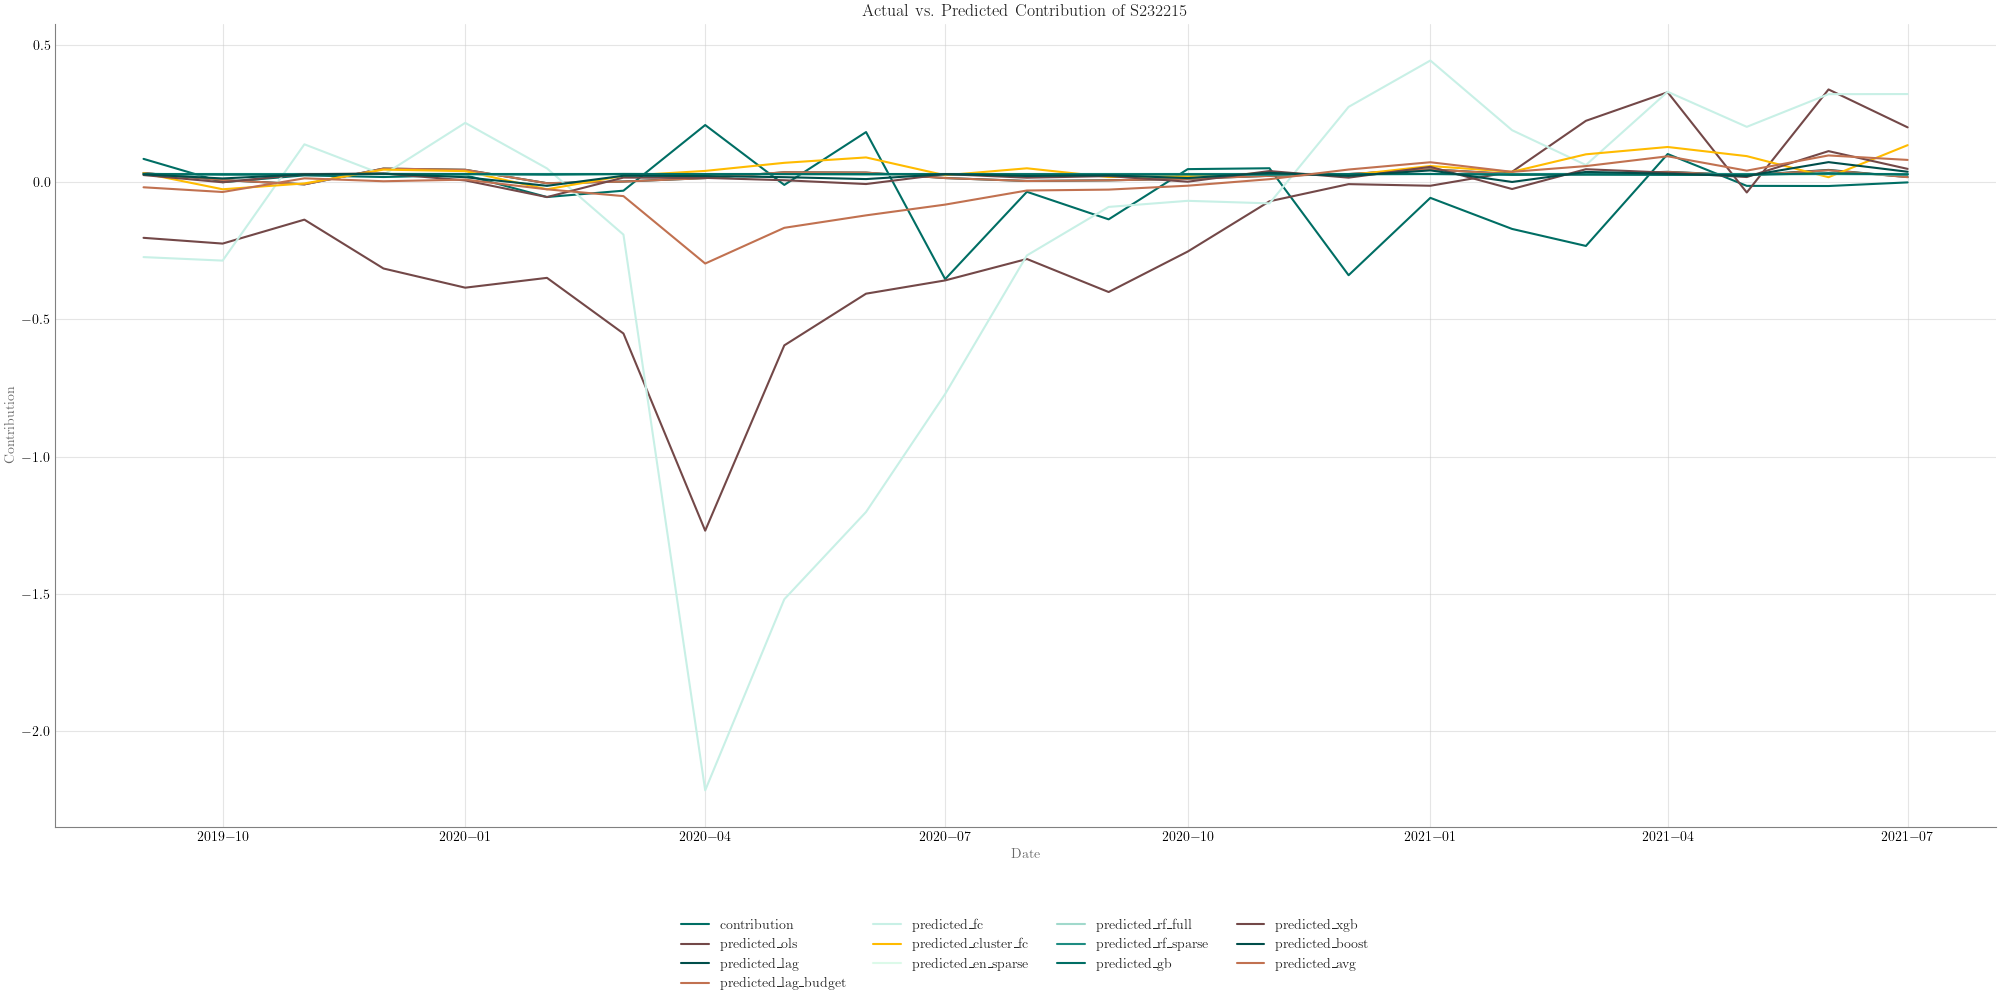 Actual vs. Predicted Contribution of S232215
0.5
0.0
−0.5
−1.0
−1.5
−2.0
Contribution
2019−10 2020−01 2020−04 2020−07 2020−10 2021−01 2021−04 2021−07
Date
contribution predicted_fc predicted_rf_full predicted_xgb
predicted_ols predicted_cluster_fc predicted_rf_sparse predicted_boost
predicted_lag predicted_en_sparse predicted_gb predicted_avg
predicted_lag_budget